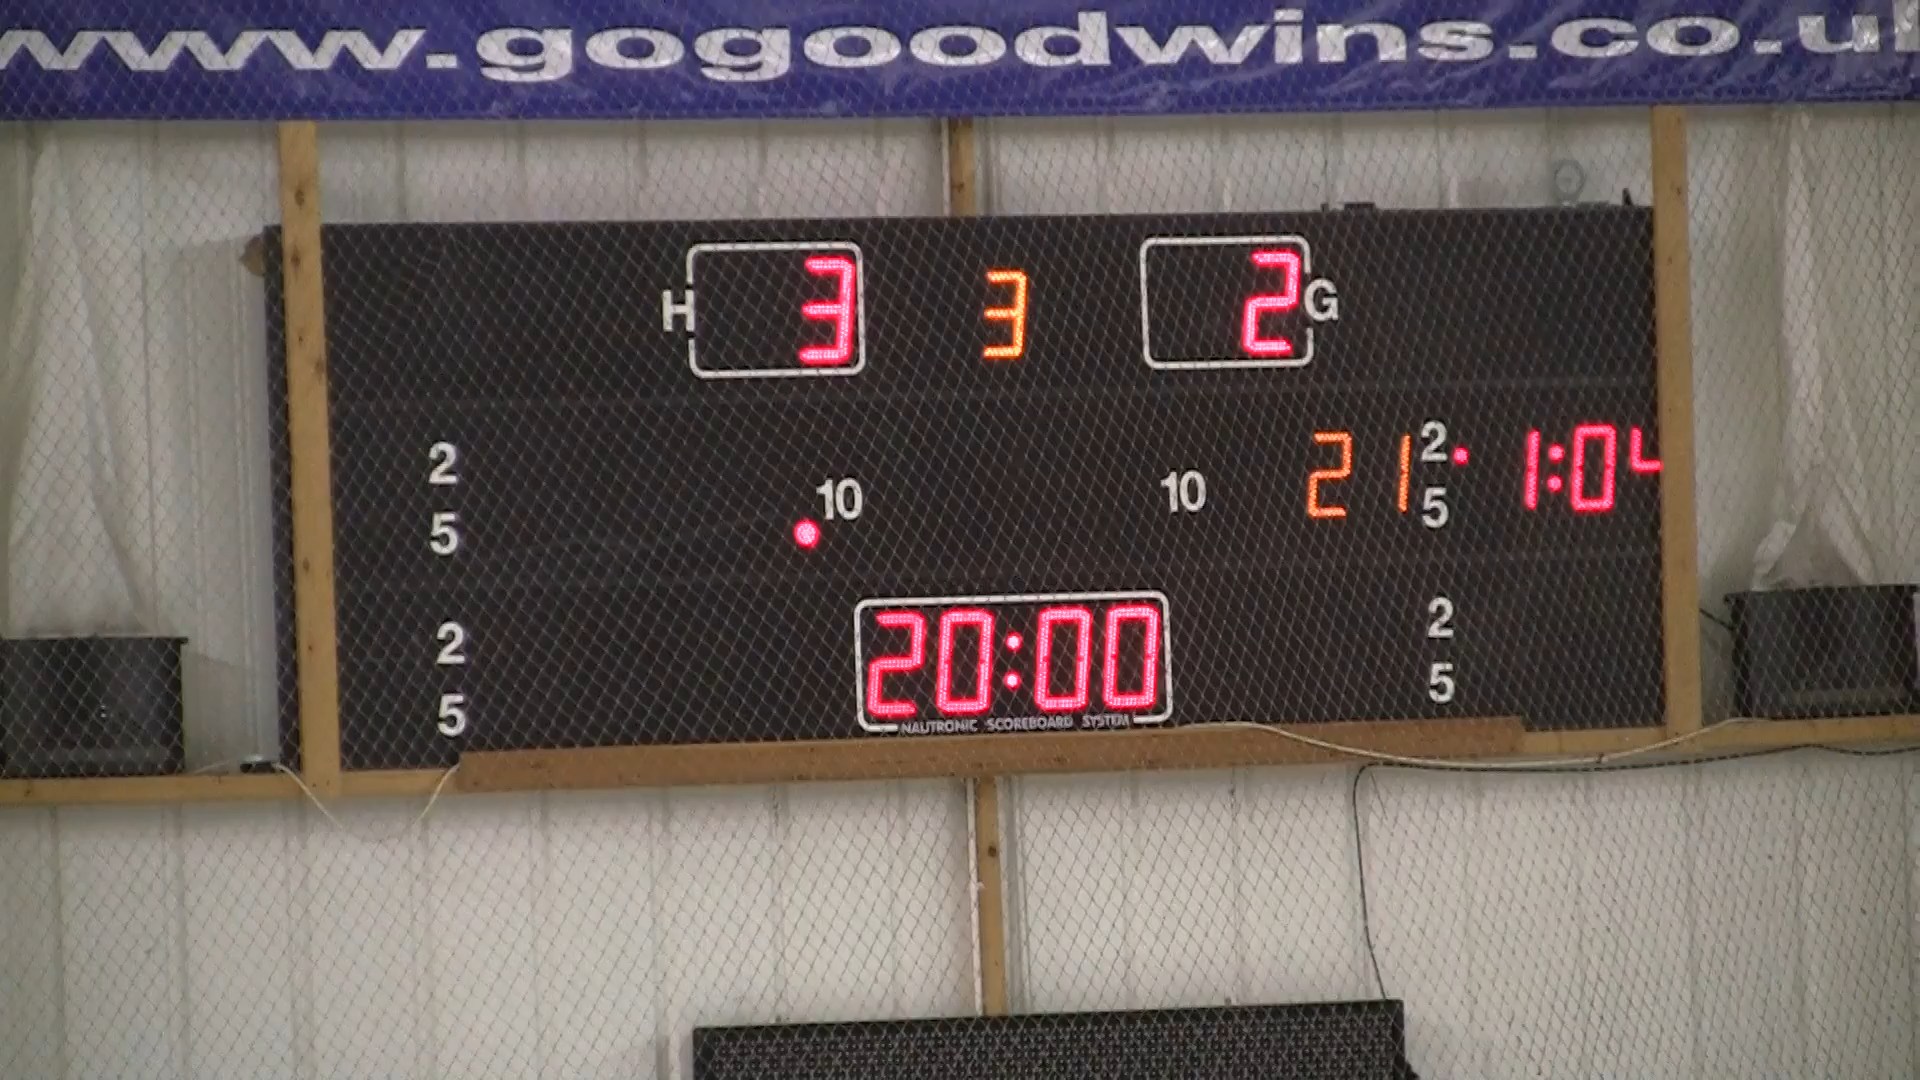 www.gogoodwins.co.uk
H 3 3 2 G
2 21 2 1:04
5 10 10 5
2 2
5 5
20:00
NAUTRONIC SCOREBOARD SYSTEM